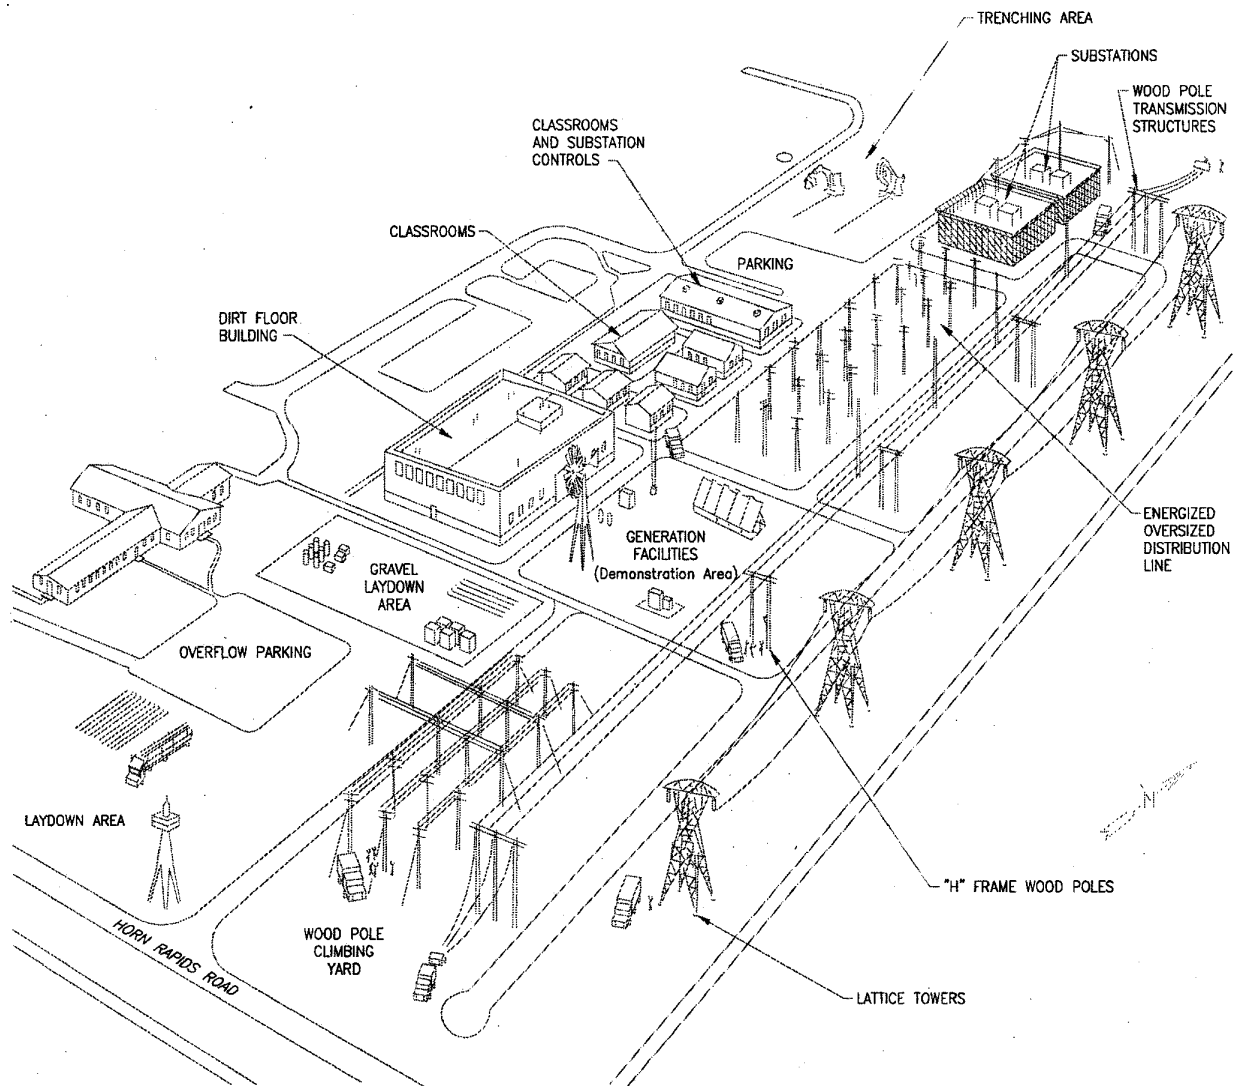 TRENCHING AREA
SUBSTATIONS
WOOD POLE
TRANSMISSION
STRUCTURES
CLASSROOMS
AND SUBSTATION
CONTROLS
CLASSROOMS
PARKING
DIRT FLOOR
BUILDING
ENERGIZED
OVERSIZED
DISTRIBUTION
LINE
GENERATION
FACILITIES
(Demonstration Area)
GRAVEL
LAYDOWN
AREA
OVERFLOW PARKING
LAYDOWN AREA
N
"H" FRAME WOOD POLES
WOOD POLE
CLIMBING
YARD
HORN RAPIDS ROAD
LATTICE TOWERS